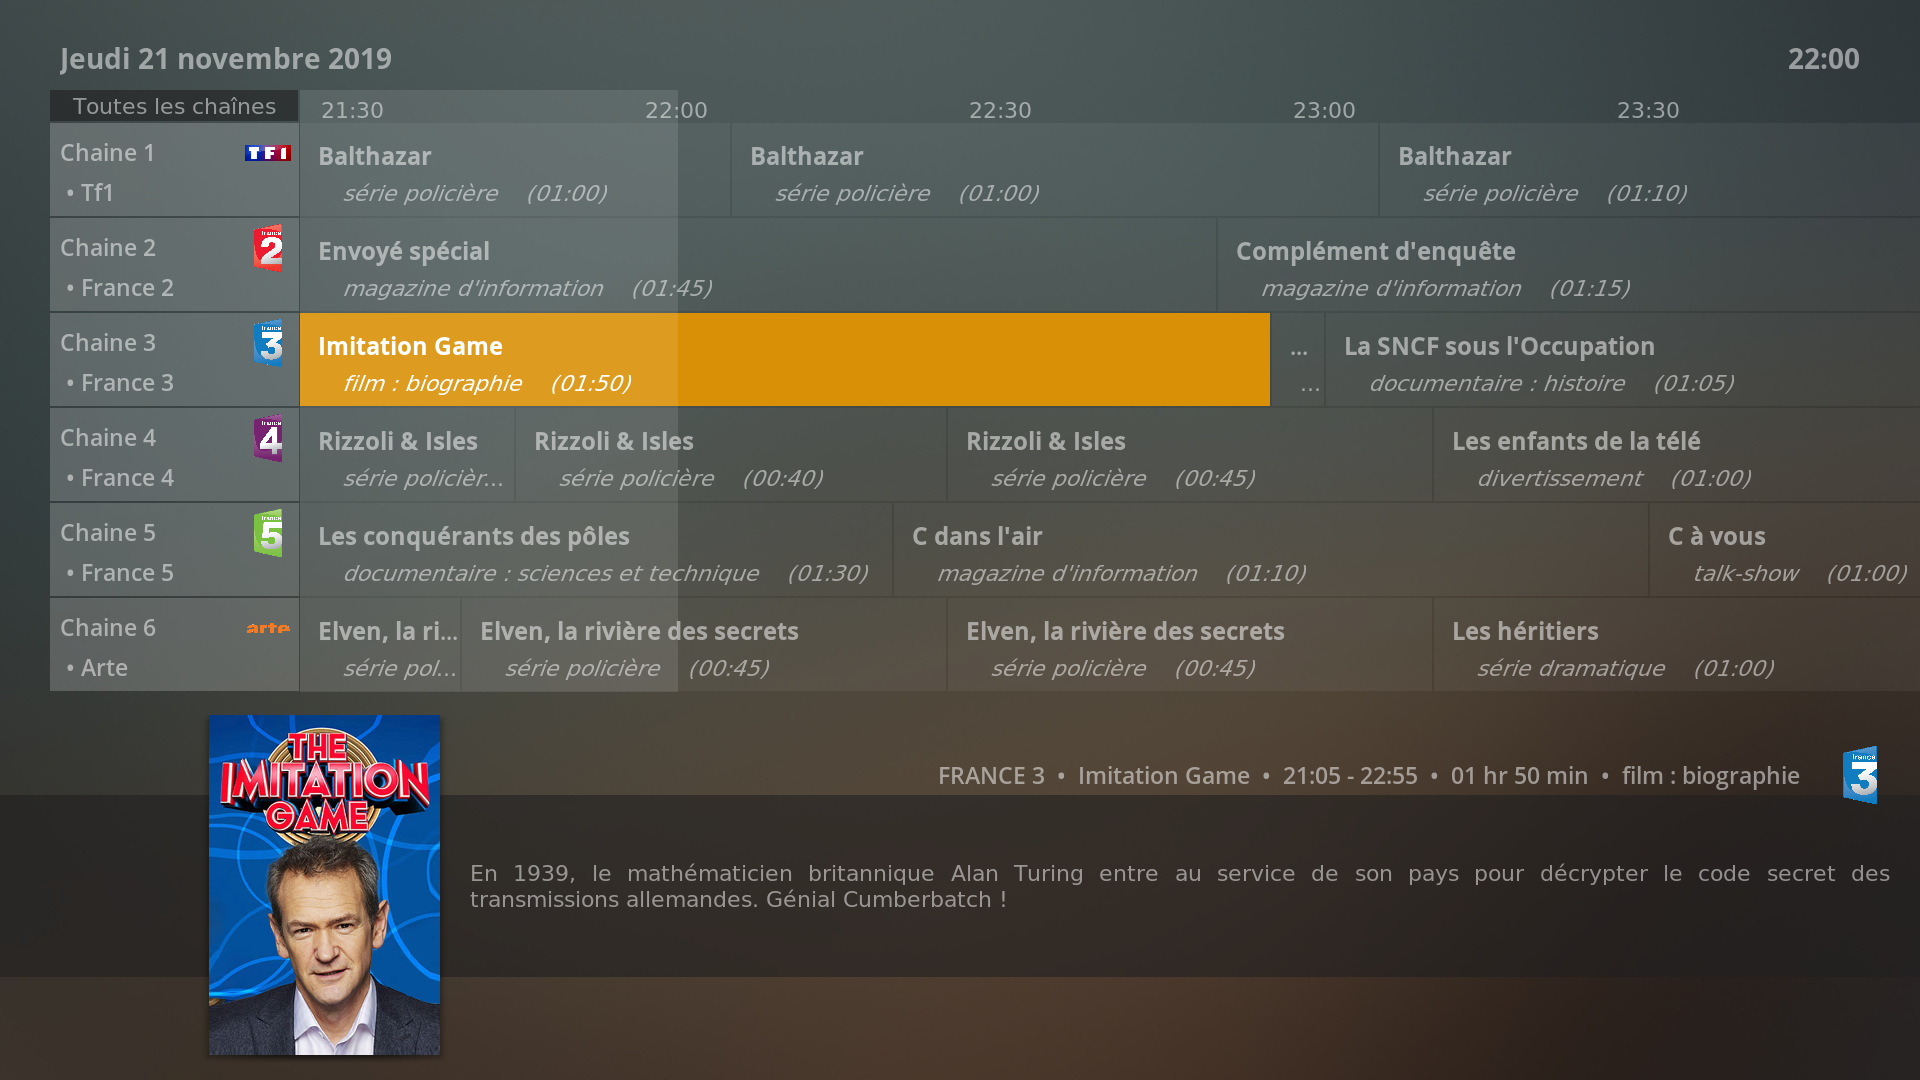 Jeudi 21 novembre 2019
22:00
Toutes les chaînes
21:30 22:00 22:30 23:00 23:30
Chaine 1 TF1
• Tf1
Balthazar Balthazar Balthazar
série policière (01:00) série policière (01:00) série policière (01:10)
Chaine 2 france 2
• France 2
Envoyé spécial Complément d'enquête
magazine d'information (01:45) magazine d'information (01:15)
Chaine 3 france 3
• France 3
Imitation Game ... La SNCF sous l'Occupation
film : biographie (01:50) ... documentaire : histoire (01:05)
Chaine 4 france 4
• France 4
Rizzoli & Isles Rizzoli & Isles Rizzoli & Isles Les enfants de la télé
série policièr... série policière (00:40) série policière (00:45) divertissement (01:00)
Chaine 5 france 5
• France 5
Les conquérants des pôles C dans l'air C à vous
documentaire : sciences et technique (01:30) magazine d'information (01:10) talk-show (01:00)
Chaine 6 arte
• Arte
Elven, la ri... Elven, la rivière des secrets Elven, la rivière des secrets Les héritiers
série pol... série policière (00:45) série policière (00:45) série dramatique (01:00)
THE
IMITATION
GAME
FRANCE 3 • Imitation Game • 21:05 - 22:55 • 01 hr 50 min • film : biographie
france 3
En 1939, le mathématicien britannique Alan Turing entre au service de son pays pour décrypter le code secret des
transmissions allemandes. Génial Cumberbatch !